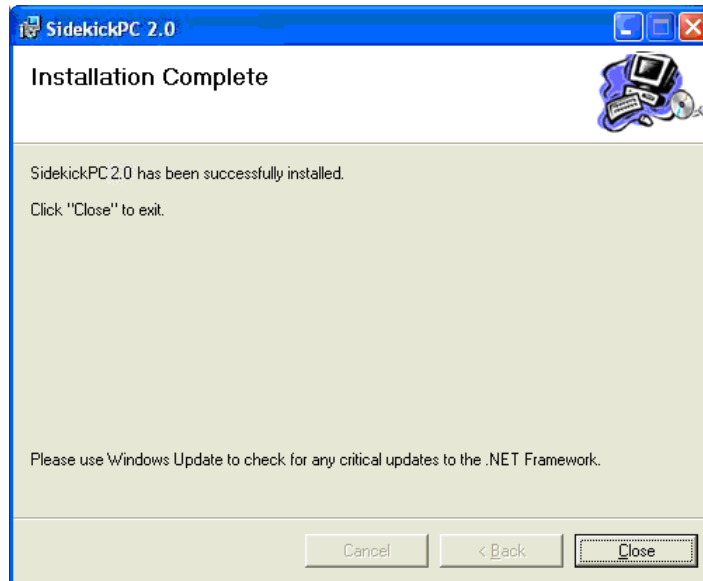 SidekickPC 2.0
Installation Complete
SidekickPC 2.0 has been successfully installed.
Click "Close" to exit.
Please use Windows Update to check for any critical updates to the .NET Framework.
Cancel
< Back
Close